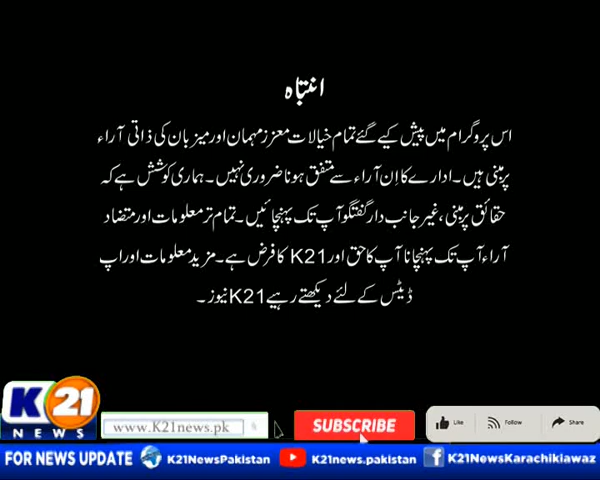 انتباہ
اس پروگرام میں پیش کیے گئے تمام خیالات معزز مہمان اور میزبان کی ذاتی آراء
پر مبنی ہیں۔ ادارے کا اِن آراء سے متفق ہونا ضروری نہیں۔ ہماری کوشش ہے کہ
حقائق پر مبنی، غیر جانب دار گفتگو آپ تک پہنچائیں۔ تمام تر معلومات اور متضاد
آراء آپ تک پہنچانا آپ کا حق اور K21 کا فرض ہے۔ مزید معلومات اور اپ
ڈیٹس کے لئے دیکھتے رہیے K21 نیوز۔
K21
NEWS
www.K21news.pk
SUBSCRIBE
Like
Follow
Share
FOR NEWS UPDATE
K21NewsPakistan
K21news.pakistan
K21NewsKarachikiawaz